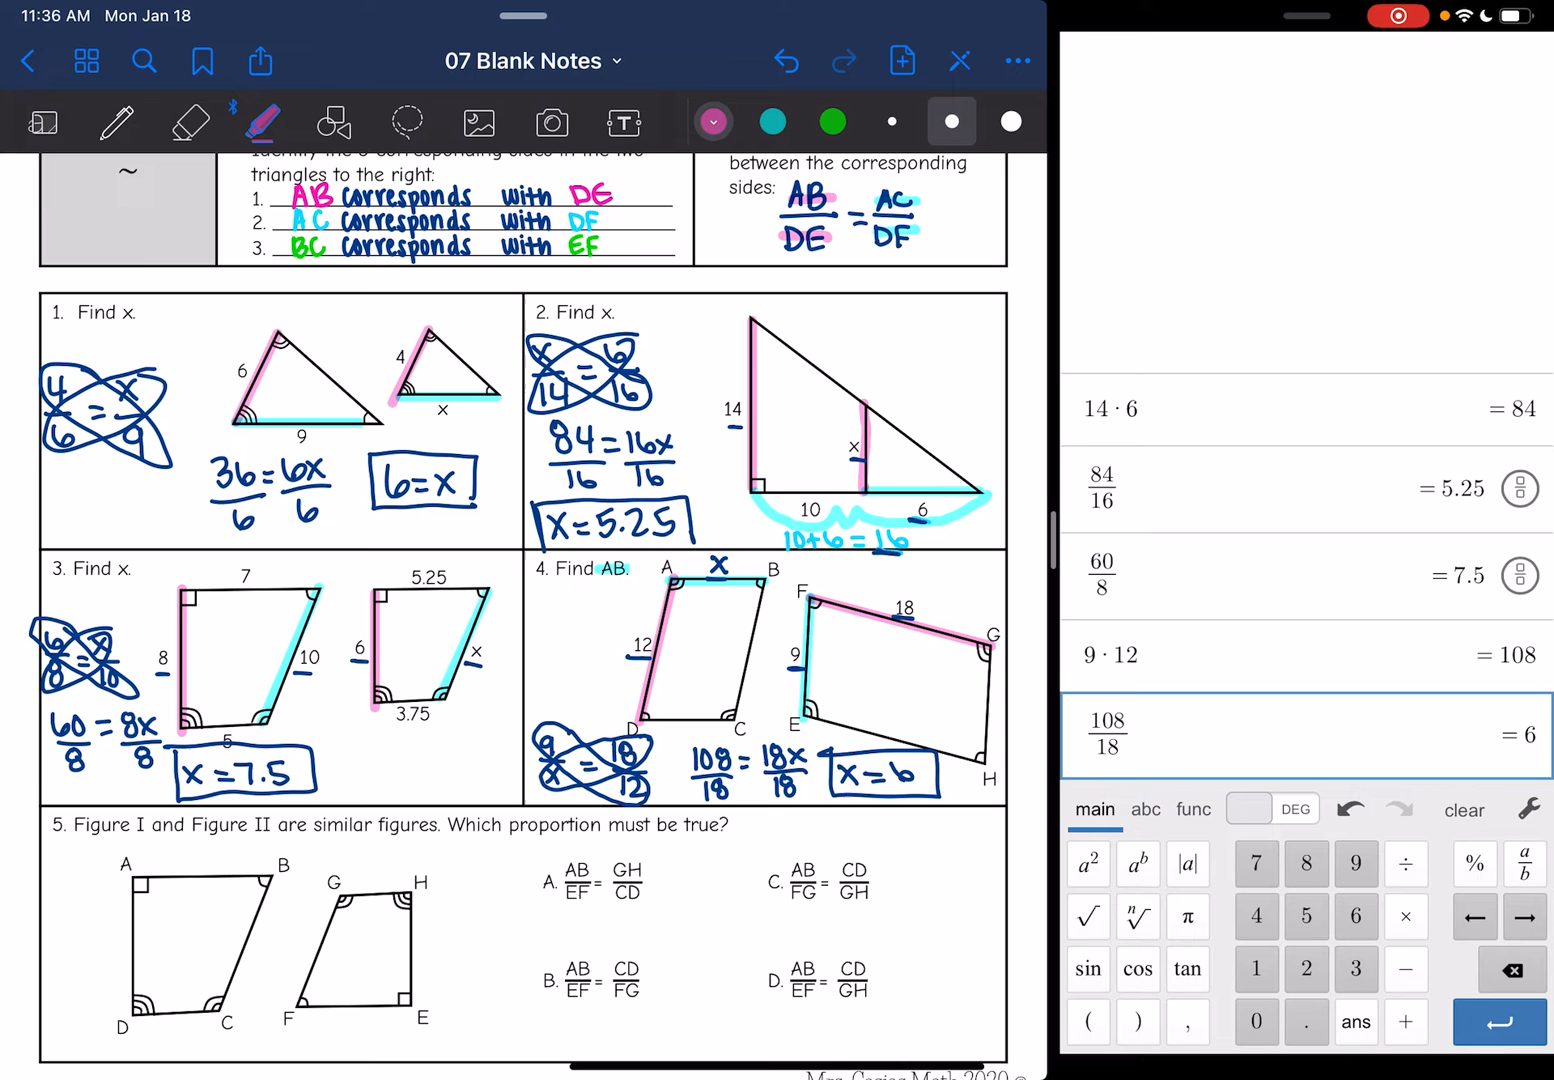 11:36 AM Mon Jan 18
07 Blank Notes
T
~
triangles to the right:
1. AB corresponds with DE
2. AC corresponds with DF
3. BC corresponds with EF
between the corresponding
sides:
AB/DE = AC/DF
1. Find x.
6
9
4
x
4/6 = x/9
36/6 = 6x/6
6=x
2. Find x.
x/14 = 6/16
84/16 = 16x/16
x=5.25
14
x
10
6
10+6=16
3. Find x.
7
8
10
5
5.25
6
x
3.75
6/8 = x/10
60/8 = 8x/8
x=7.5
4. Find AB.
A
x
B
12
D
C
F
18
G
9
E
H
9/x = 18/12
108/18 = 18x/18
x=6
5. Figure I and Figure II are similar figures. Which proportion must be true?
A
B
D
C
G
H
F
E
A. AB/EF = GH/CD
C. AB/FG = CD/GH
B. AB/EF = CD/FG
D. AB/EF = CD/GH
14 · 6 = 84
84/16 = 5.25
60/8 = 7.5
9 · 12 = 108
108/18 = 6
main abc func DEG clear
a² aᵇ |a| 7 8 9 ÷ % a/b
√ ⁿ√ π 4 5 6 × ← →
sin cos tan 1 2 3 −
( ) , 0 . ans +